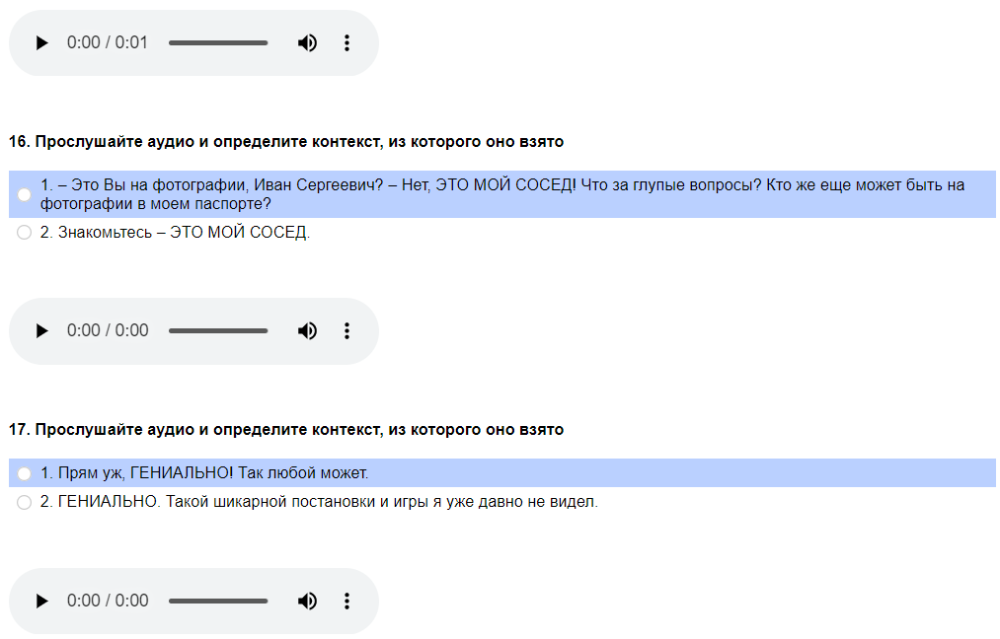 0:00 / 0:01
16. Прослушайте аудио и определите контекст, из которого оно взято
1. – Это Вы на фотографии, Иван Сергеевич? – Нет, ЭТО МОЙ СОСЕД! Что за глупые вопросы? Кто же еще может быть на
фотографии в моем паспорте?
2. Знакомьтесь – ЭТО МОЙ СОСЕД.
0:00 / 0:00
17. Прослушайте аудио и определите контекст, из которого оно взято
1. Прям уж, ГЕНИАЛЬНО! Так любой может.
2. ГЕНИАЛЬНО. Такой шикарной постановки и игры я уже давно не видел.
0:00 / 0:00